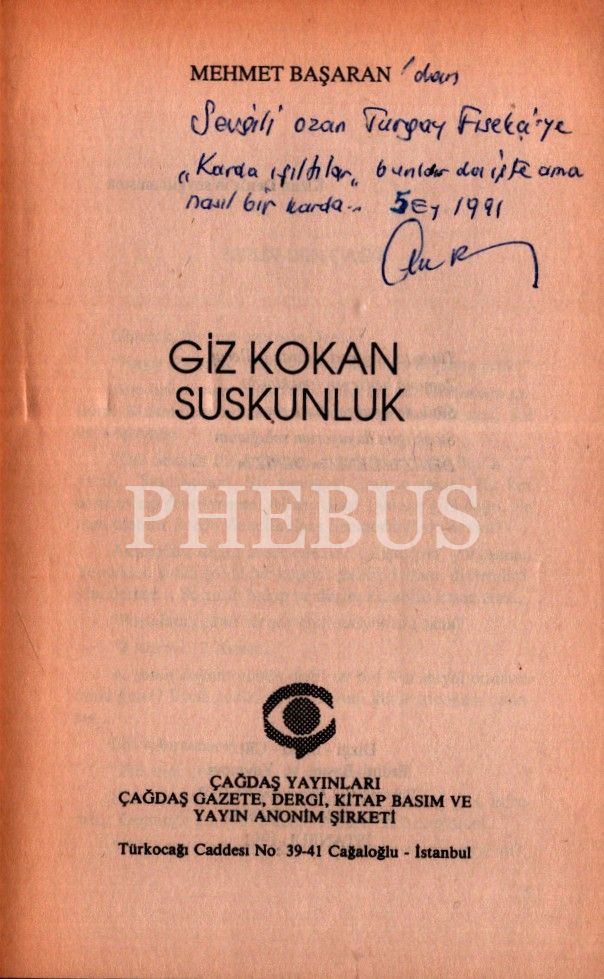 MEHMET BAŞARAN 'dan
Sevgili ozan Turgay Fişekçi'ye
"Karda ışıltılar" bunlar da işte ama
nasıl bir karda... 5 Ey 1991
GİZ KOKAN
SUSKUNLUK
PHEBUS
ÇAĞDAŞ YAYINLARI
ÇAĞDAŞ GAZETE, DERGİ, KİTAP BASIM VE
YAYIN ANONİM ŞİRKETİ
Türkocağı Caddesi No: 39-41 Cağaloğlu - İstanbul